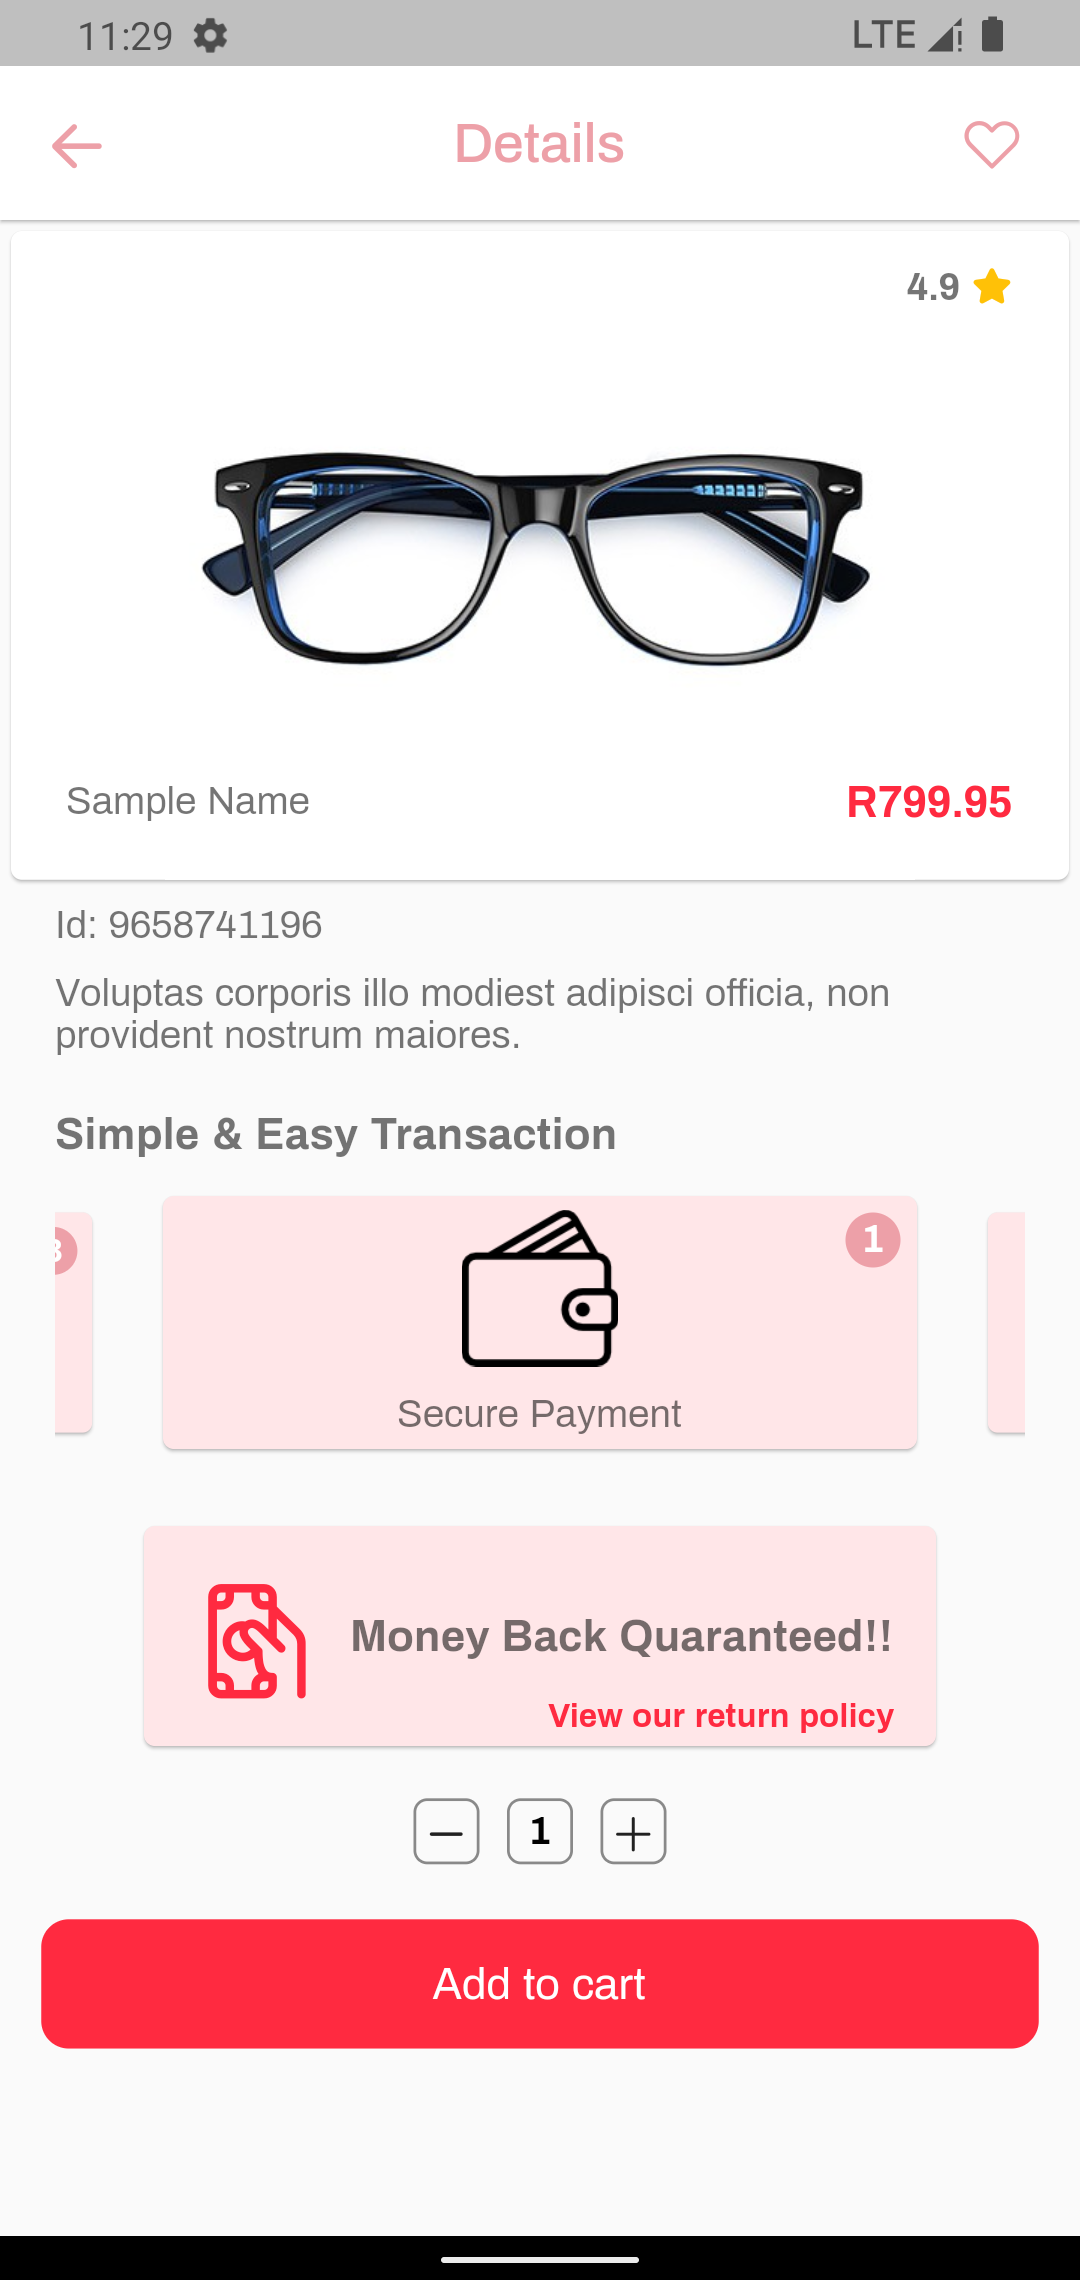 11:29
LTE
Details
4.9
Sample Name
R799.95
Id: 9658741196
Voluptas corporis illo modiest adipisci officia, non
provident nostrum maiores.
Simple & Easy Transaction
3
1
Secure Payment
Money Back Quaranteed!!
View our return policy
1
Add to cart